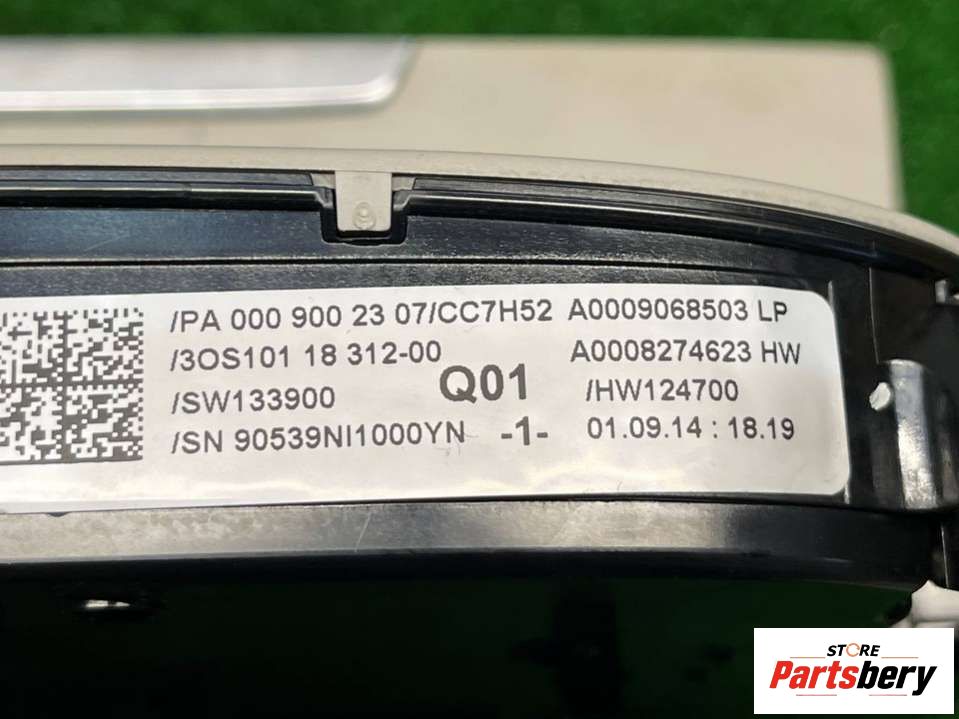 /PA 000 900 23 07/CC7H52 A0009068503 LP
/3OS101 18 312-00 A0008274623 HW
/SW133900 Q01 /HW124700
/SN 90539NI1000YN -1- 01.09.14 : 18.19
STORE
Partsbery